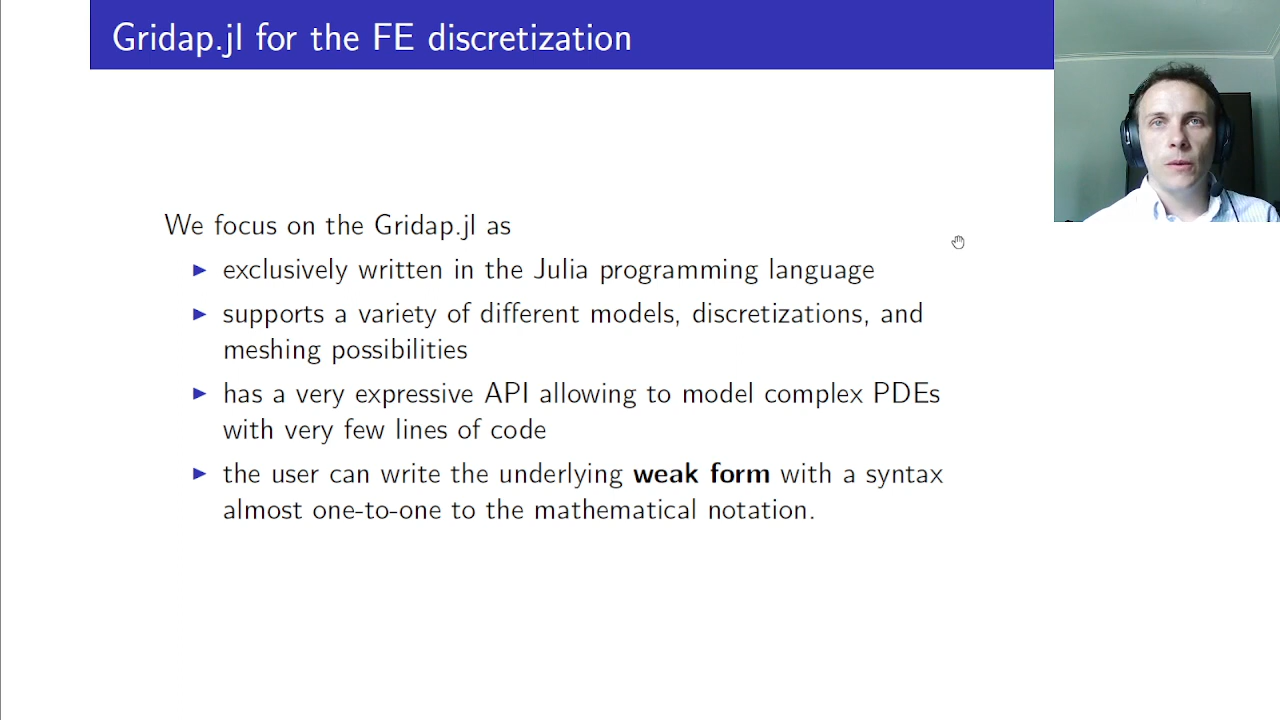 Gridap.jl for the FE discretization
We focus on the Gridap.jl as
▶ exclusively written in the Julia programming language
▶ supports a variety of different models, discretizations, and
meshing possibilities
▶ has a very expressive API allowing to model complex PDEs
with very few lines of code
▶ the user can write the underlying weak form with a syntax
almost one-to-one to the mathematical notation.